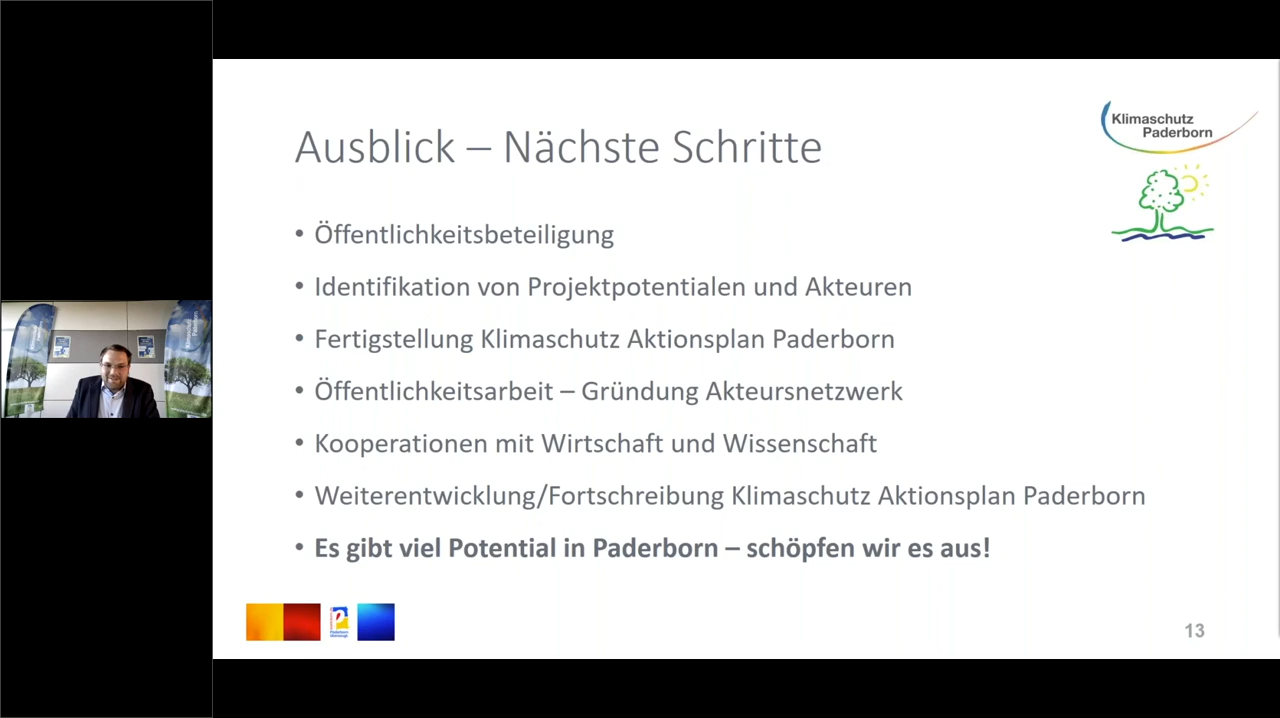 Klimaschutz
Paderborn
Ausblick – Nächste Schritte
• Öffentlichkeitsbeteiligung
• Identifikation von Projektpotentialen und Akteuren
• Fertigstellung Klimaschutz Aktionsplan Paderborn
• Öffentlichkeitsarbeit – Gründung Akteursnetzwerk
• Kooperationen mit Wirtschaft und Wissenschaft
• Weiterentwicklung/Fortschreibung Klimaschutz Aktionsplan Paderborn
• Es gibt viel Potential in Paderborn – schöpfen wir es aus!
Paderborn
überzeugt
13